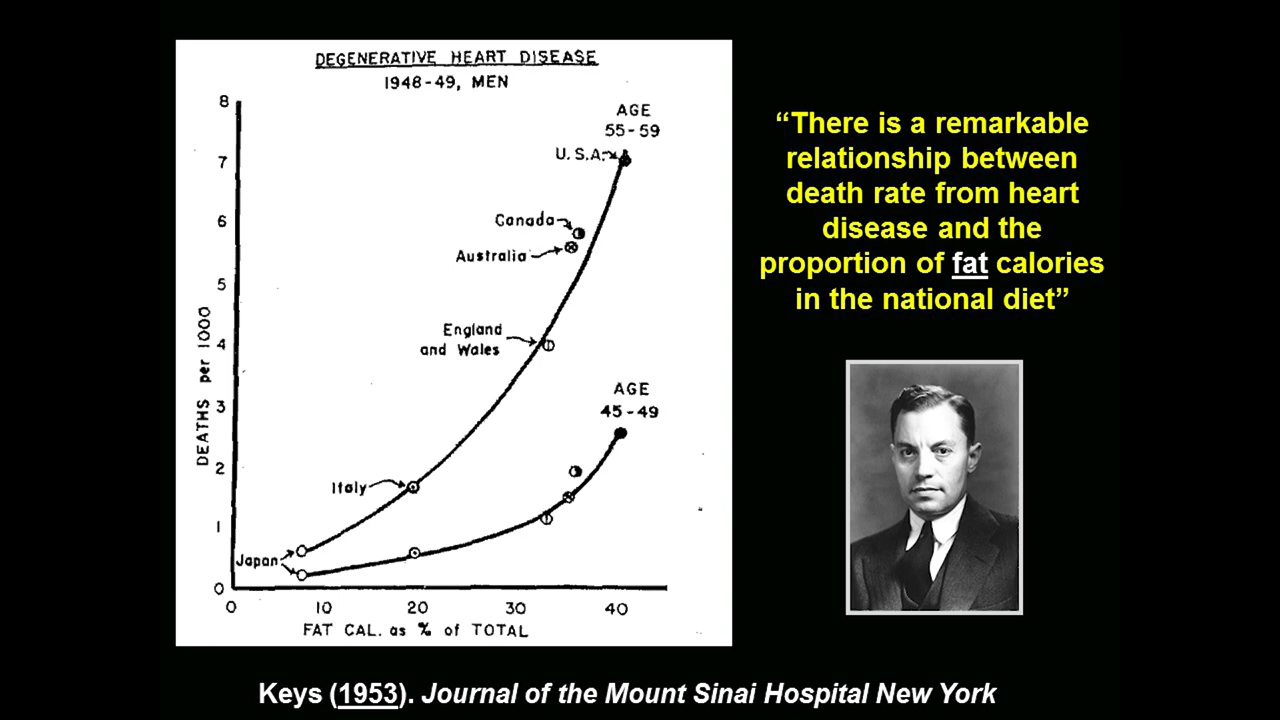 DEGENERATIVE HEART DISEASE
1948-49, MEN
8
7
6
5
4
3
2
1
0
DEATHS per 1000
AGE
55-59
U.S.A.
Canada
Australia
England
and Wales
AGE
45-49
Italy
Japan
0 10 20 30 40
FAT CAL. as % of TOTAL
“There is a remarkable
relationship between
death rate from heart
disease and the
proportion of fat calories
in the national diet”
Keys (1953). Journal of the Mount Sinai Hospital New York